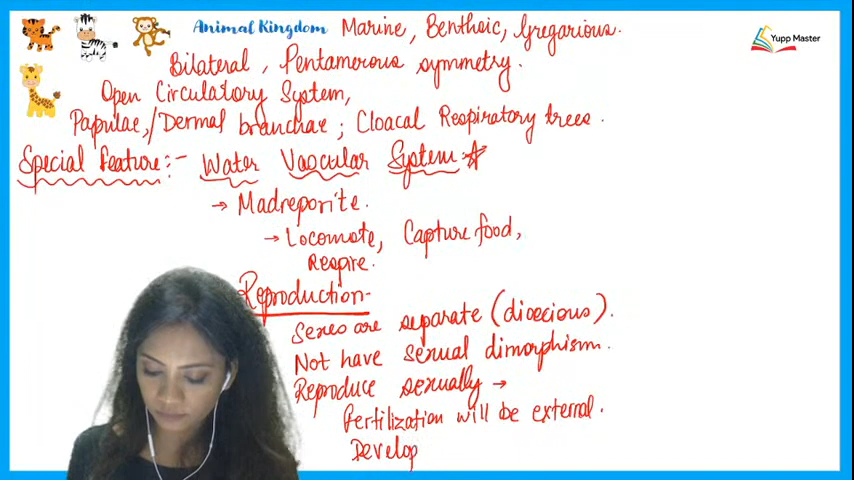 Animal Kingdom Marine, Benthoic, Gregarious.
Yupp Master
Bilateral, Pentamerous symmetry.
Open Circulatory System,
Papulae,/Dermal branchae ; Cloacal Respiratory trees.
Special Feature:- Water Vascular System
→ Madreporite.
→ Locomote, Capture food,
Respire.
Reproduction-
Sexes are separate (dioecious).
Not have sexual dimorphism.
Reproduce sexually →
Fertilization will be external.
Develop